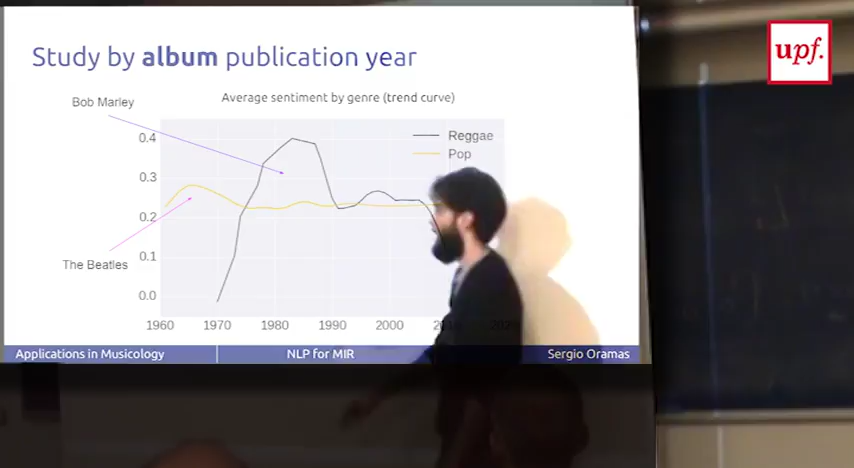 upf.
Study by album publication year
Bob Marley
Average sentiment by genre (trend curve)
0.4
0.3
0.2
0.1
0.0
Reggae
Pop
The Beatles
1960 1970 1980 1990 2000
Applications in Musicology NLP for MIR Sergio Oramas